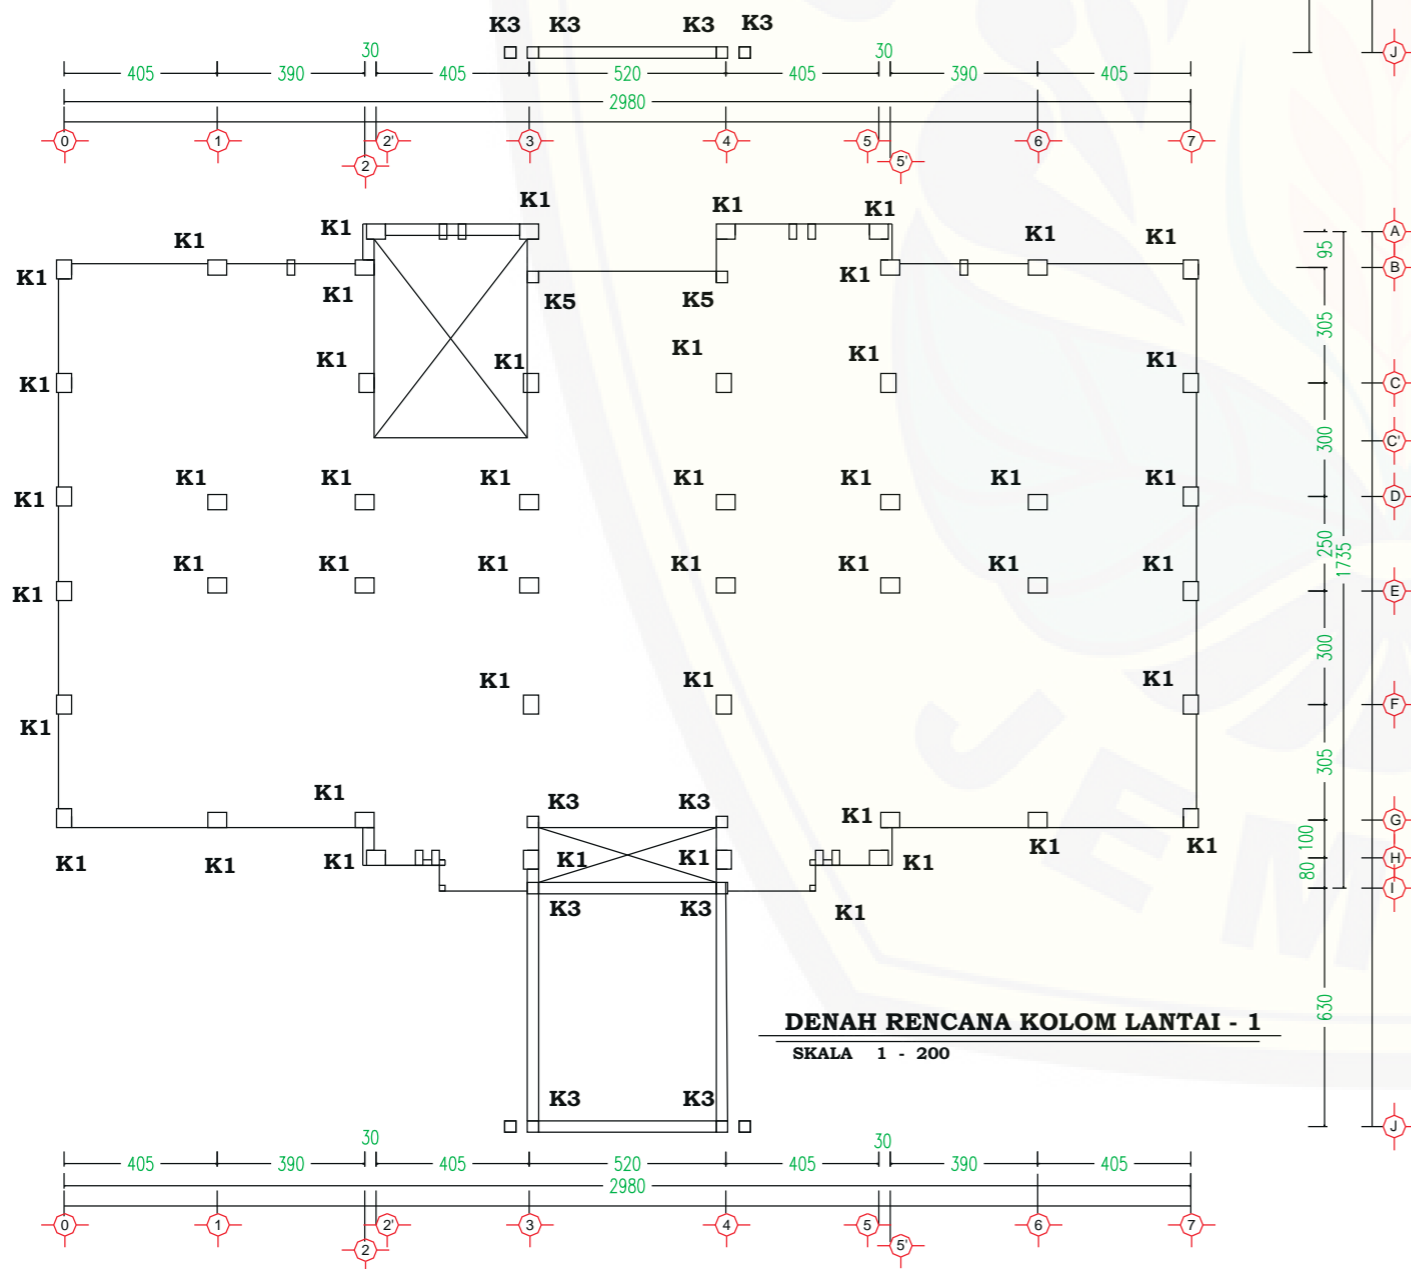 K3 K3 K3 K3
30 30
405 390 405 520 405 390 405
J
2980
0 1 2' 3 4 5 6 7
2 5'
K1 K1 K1
K1 K1 K1 K1 K1
A
95
K1 K1 K1
B
K5 K5
305
K1 K1 K1 K1 K1
K1
C
300
C'
K1 K1 K1 K1 K1 K1 K1
K1
D
250
1735
K1 K1 K1 K1 K1 K1 K1
K1
E
300
K1 K1 K1
F
K1
305
K1 K3 K3 K1
G
100
K1 K1 K1 K1 K1 K1 K1 K1
H
80
I
K3 K3 K1
630
DENAH RENCANA KOLOM LANTAI - 1
SKALA 1 - 200
K3 K3
J
30 30
405 390 405 520 405 390 405
2980
0 1 2' 3 4 5 6 7
2 5'
JEM